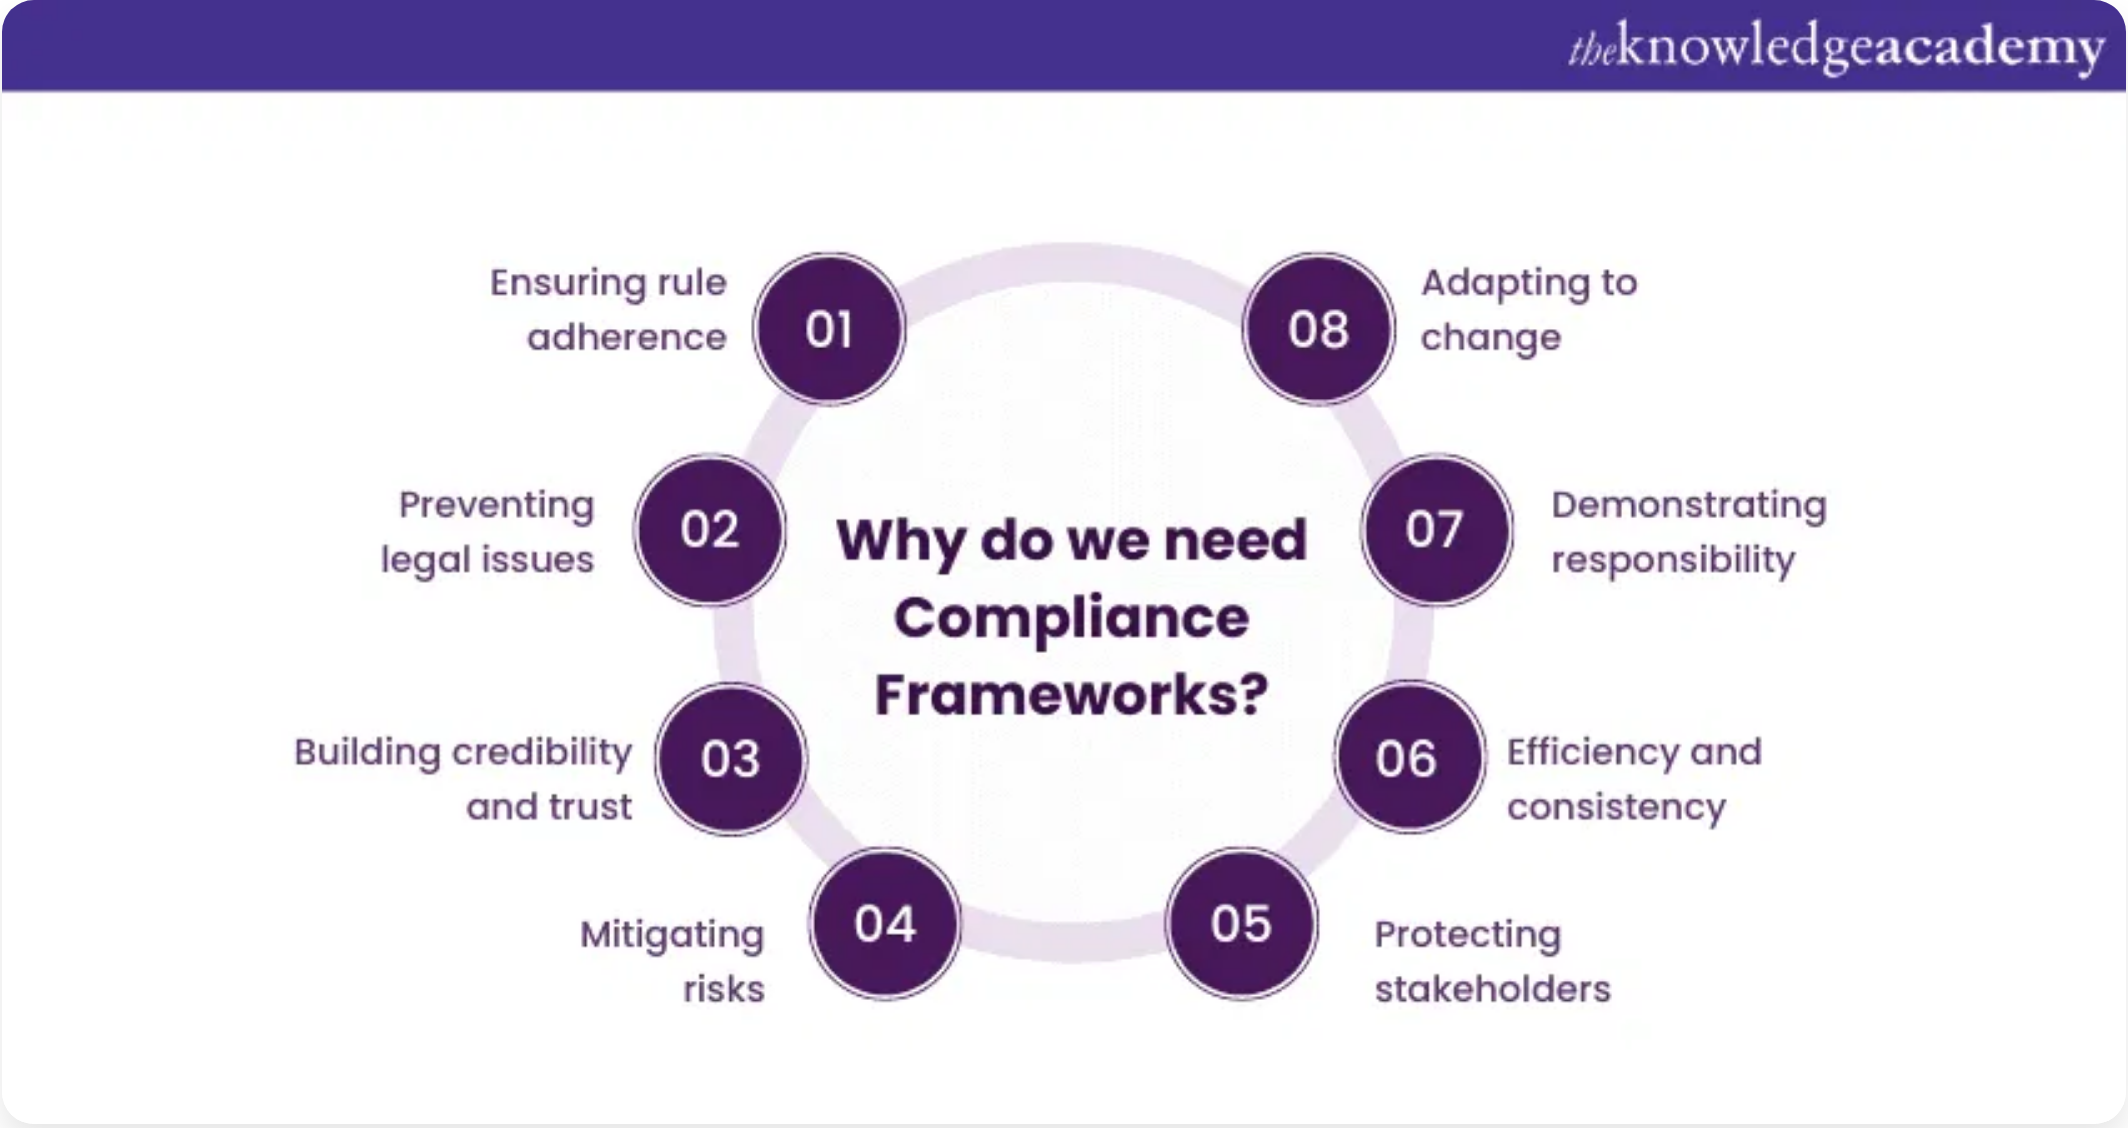 theknowledgeacademy
Why do we need
Compliance
Frameworks?
01
Ensuring rule
adherence
02
Preventing
legal issues
03
Building credibility
and trust
04
Mitigating
risks
05
Protecting
stakeholders
06
Efficiency and
consistency
07
Demonstrating
responsibility
08
Adapting to
change